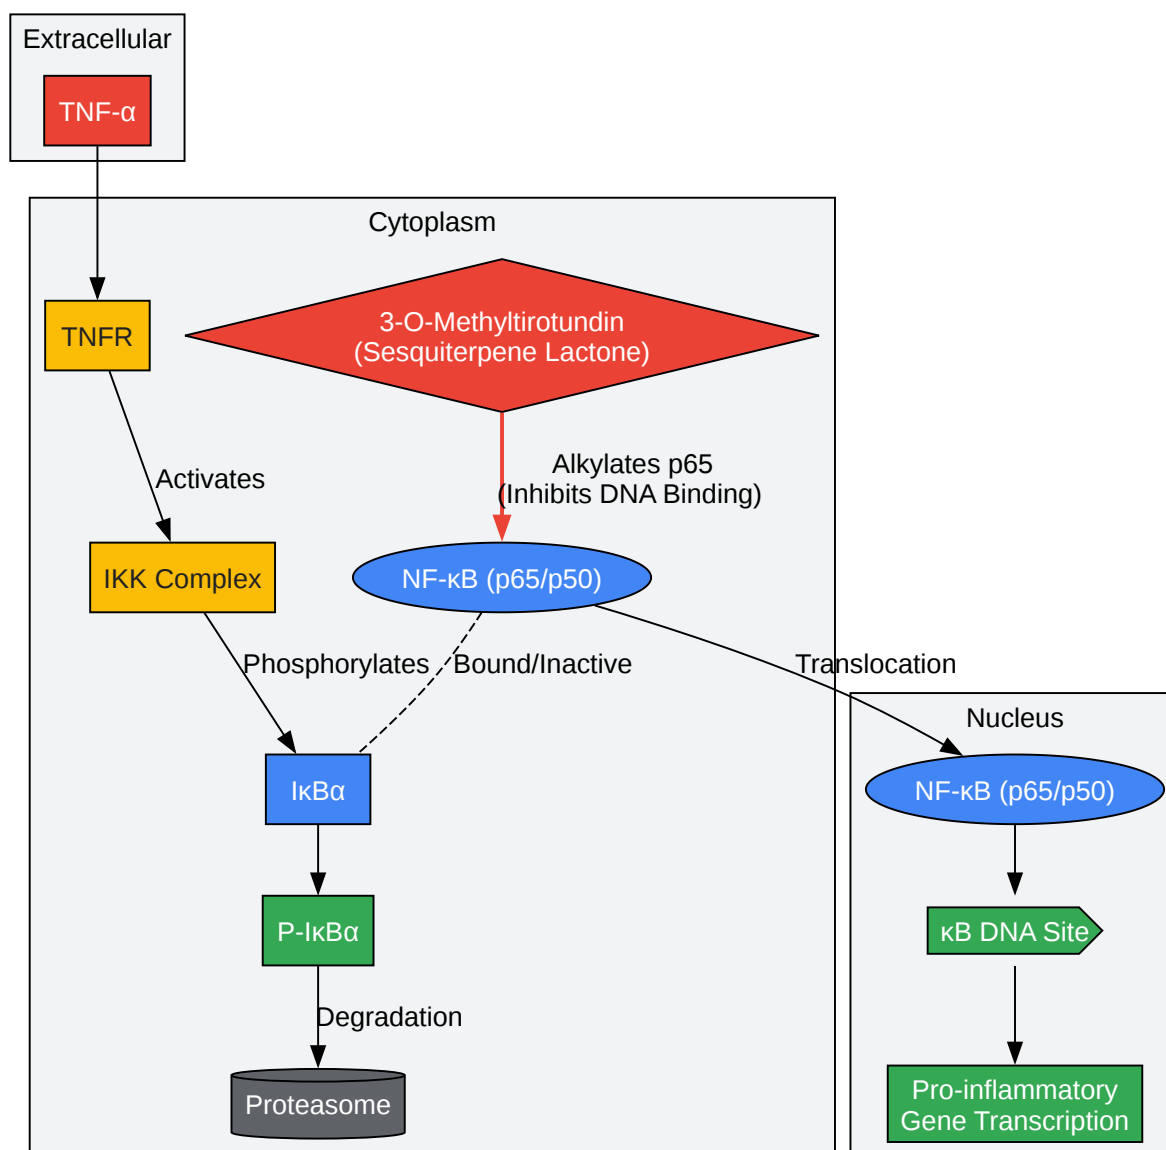 Extracellular
TNF-α
Cytoplasm
TNFR
3-O-Methyltirotundin
(Sesquiterpene Lactone)
Activates
Alkylates p65
(Inhibits DNA Binding)
IKK Complex
NF-κB (p65/p50)
Phosphorylates
Bound/Inactive
Translocation
Nucleus
IκBα
NF-κB (p65/p50)
P-IκBα
κB DNA Site
Degradation
Proteasome
Pro-inflammatory
Gene Transcription